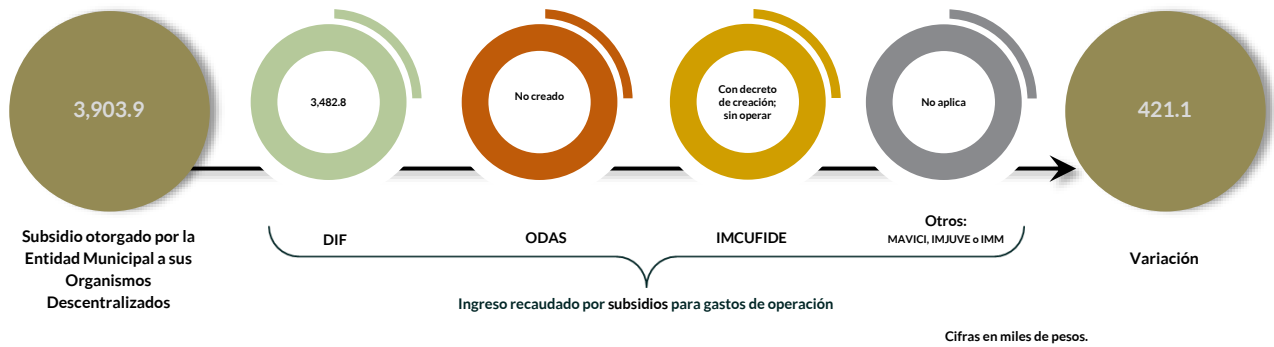 3,903.9
3,482.8
No creado
Con decreto
de creación;
sin operar
No aplica
421.1
Subsidio otorgado por la
Entidad Municipal a sus
Organismos
Descentralizados
DIF
ODAS
IMCUFIDE
Otros:
MAVICI, IMJUVE o IMM
Variación
Ingreso recaudado por subsidios para gastos de operación
Cifras en miles de pesos.